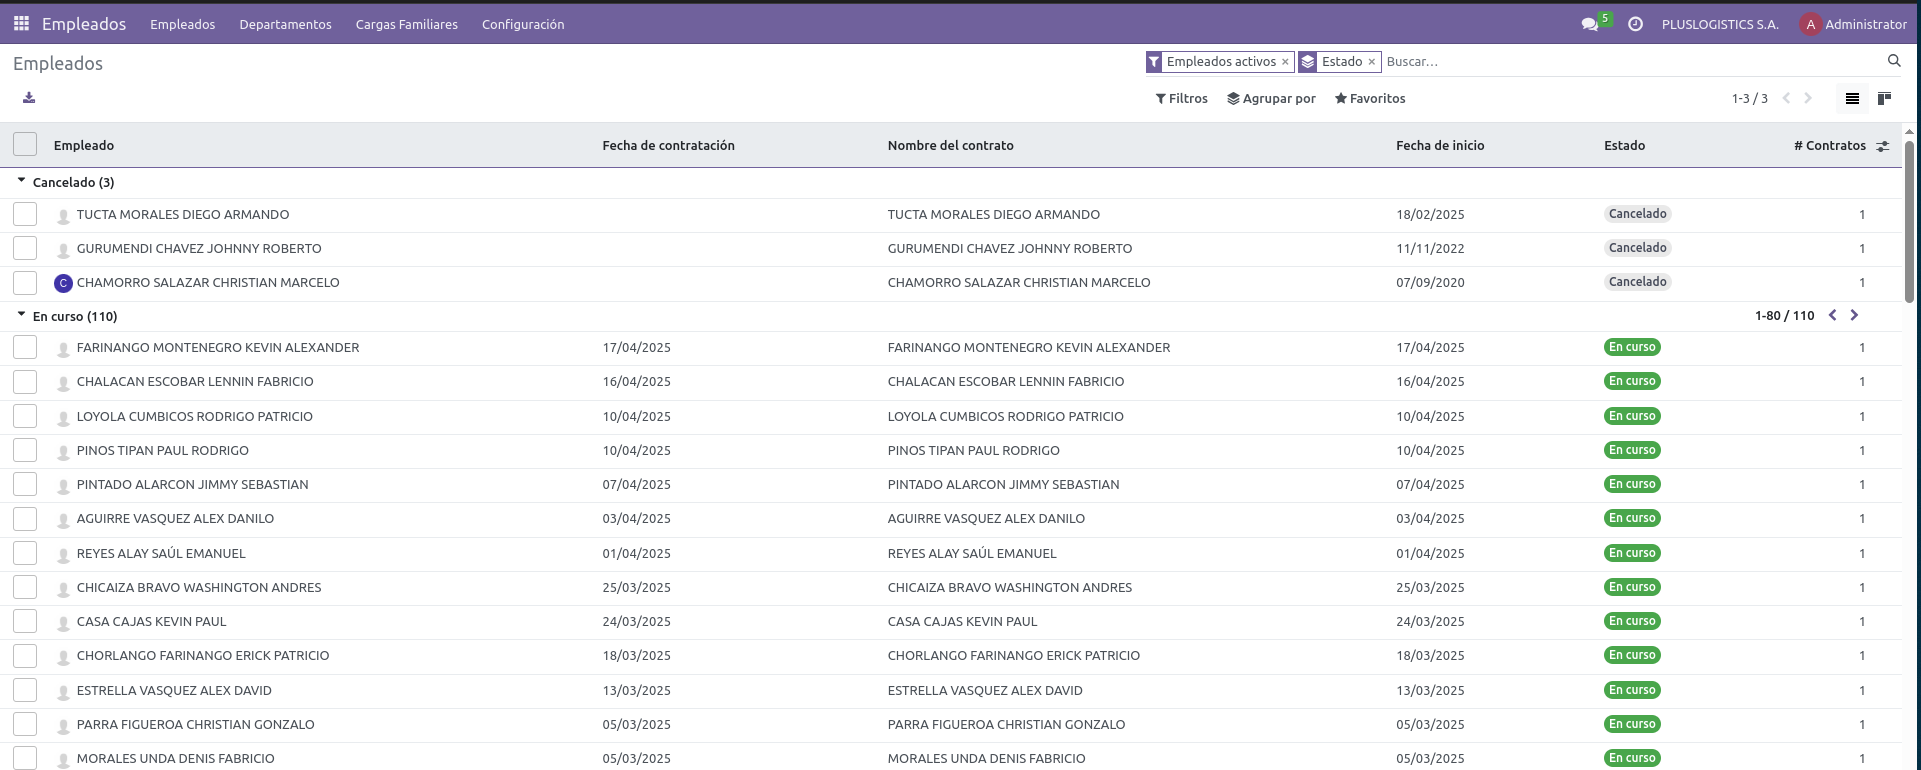 Empleados Empleados Departamentos Cargas Familiares Configuración 5 PLUSLOGISTICS S.A. A Administrator
Empleados Empleados activos × Estado × Buscar...
Filtros Agrupar por Favoritos 1-3 / 3
Empleado Fecha de contratación Nombre del contrato Fecha de inicio Estado # Contratos
Cancelado (3)
TUCTA MORALES DIEGO ARMANDO TUCTA MORALES DIEGO ARMANDO 18/02/2025 Cancelado 1
GURUMENDI CHAVEZ JOHNNY ROBERTO GURUMENDI CHAVEZ JOHNNY ROBERTO 11/11/2022 Cancelado 1
C CHAMORRO SALAZAR CHRISTIAN MARCELO CHAMORRO SALAZAR CHRISTIAN MARCELO 07/09/2020 Cancelado 1
En curso (110) 1-80 / 110
FARINANGO MONTENEGRO KEVIN ALEXANDER 17/04/2025 FARINANGO MONTENEGRO KEVIN ALEXANDER 17/04/2025 En curso 1
CHALACAN ESCOBAR LENNIN FABRICIO 16/04/2025 CHALACAN ESCOBAR LENNIN FABRICIO 16/04/2025 En curso 1
LOYOLA CUMBICOS RODRIGO PATRICIO 10/04/2025 LOYOLA CUMBICOS RODRIGO PATRICIO 10/04/2025 En curso 1
PINOS TIPAN PAUL RODRIGO 10/04/2025 PINOS TIPAN PAUL RODRIGO 10/04/2025 En curso 1
PINTADO ALARCON JIMMY SEBASTIAN 07/04/2025 PINTADO ALARCON JIMMY SEBASTIAN 07/04/2025 En curso 1
AGUIRRE VASQUEZ ALEX DANILO 03/04/2025 AGUIRRE VASQUEZ ALEX DANILO 03/04/2025 En curso 1
REYES ALAY SAÚL EMANUEL 01/04/2025 REYES ALAY SAÚL EMANUEL 01/04/2025 En curso 1
CHICAIZA BRAVO WASHINGTON ANDRES 25/03/2025 CHICAIZA BRAVO WASHINGTON ANDRES 25/03/2025 En curso 1
CASA CAJAS KEVIN PAUL 24/03/2025 CASA CAJAS KEVIN PAUL 24/03/2025 En curso 1
CHORLANGO FARINANGO ERICK PATRICIO 18/03/2025 CHORLANGO FARINANGO ERICK PATRICIO 18/03/2025 En curso 1
ESTRELLA VASQUEZ ALEX DAVID 13/03/2025 ESTRELLA VASQUEZ ALEX DAVID 13/03/2025 En curso 1
PARRA FIGUEROA CHRISTIAN GONZALO 05/03/2025 PARRA FIGUEROA CHRISTIAN GONZALO 05/03/2025 En curso 1
MORALES UNDA DENIS FABRICIO 05/03/2025 MORALES UNDA DENIS FABRICIO 05/03/2025 En curso 1